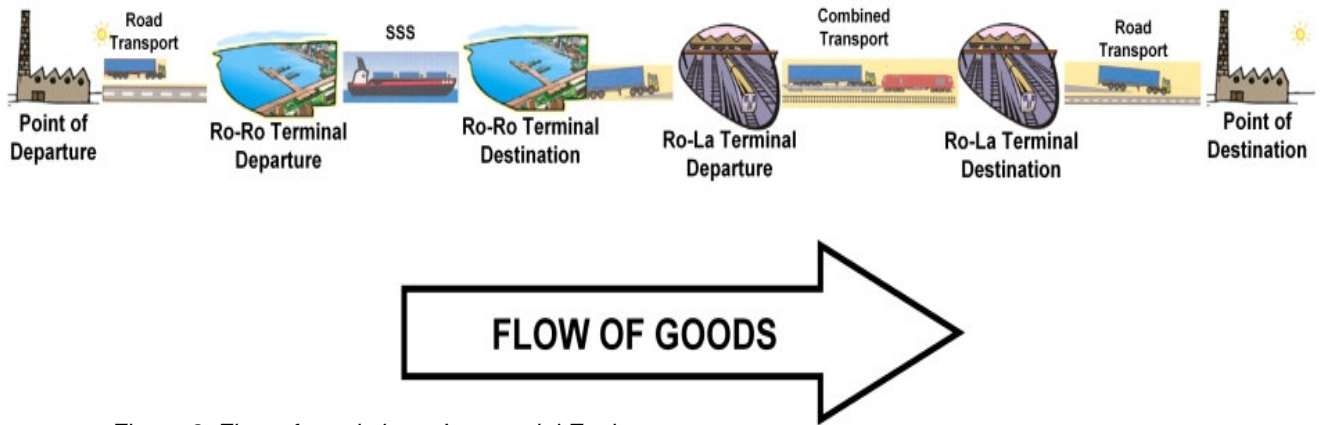 Road
Transport
SSS
Combined
Transport
Road
Transport
Point of
Departure
Ro-Ro Terminal
Departure
Ro-Ro Terminal
Destination
Ro-La Terminal
Departure
Ro-La Terminal
Destination
Point of
Destination
FLOW OF GOODS